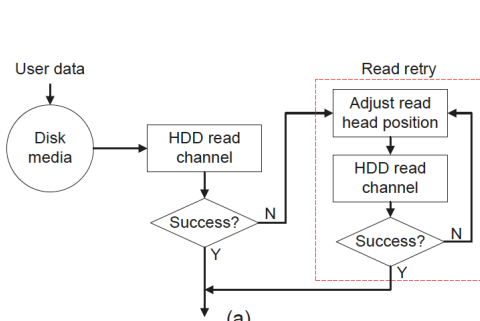 User data
Disk
media
HDD read
channel
Success?
N
Y
Read retry
Adjust read
head position
HDD read
channel
Success?
N
Y
(a)